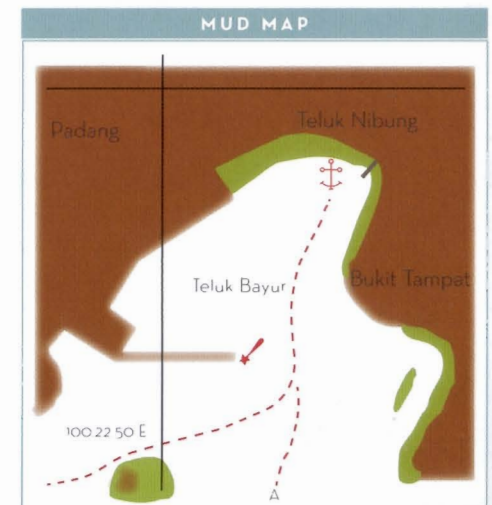 MUD MAP
Teluk Nibung
Padang
Bukit Tampat
Teluk Bayur
100 22 50 E
A